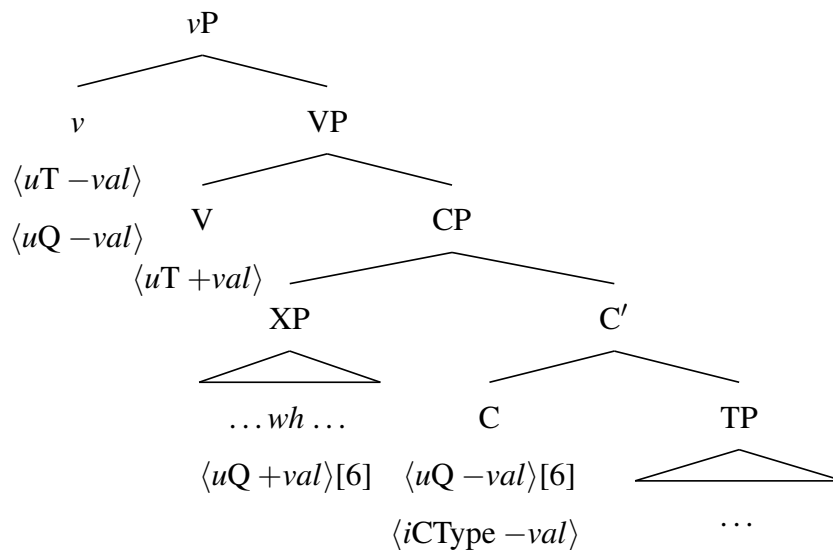 vP
v VP
⟨uT −val⟩
⟨uQ −val⟩ V CP
⟨uT +val⟩
XP C′
…wh… C TP
⟨uQ +val⟩[6] ⟨uQ −val⟩[6]
⟨iCType −val⟩ …